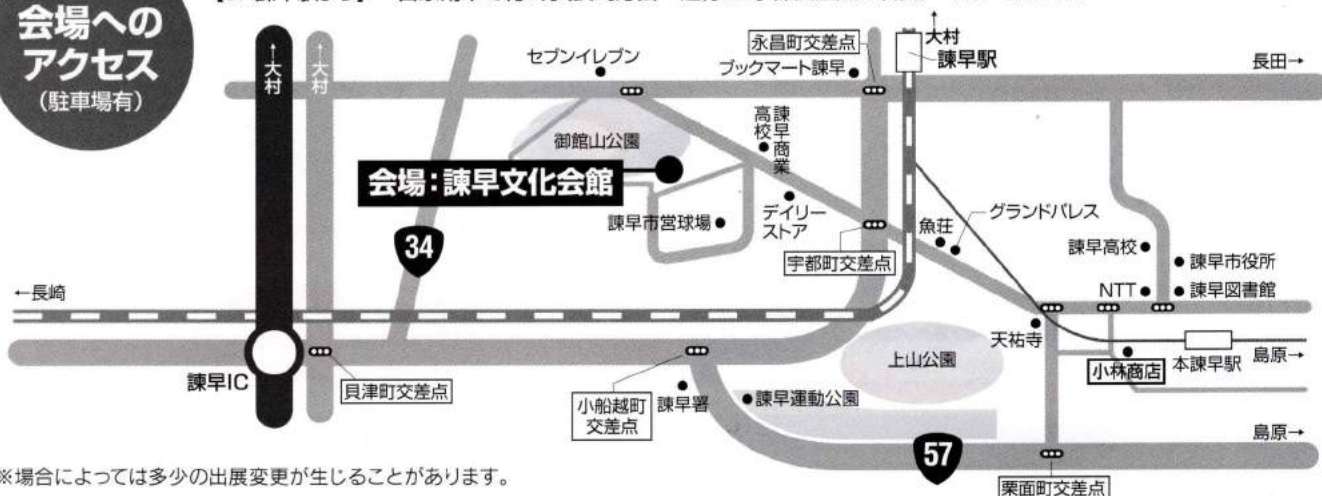 会場への
アクセス
(駐車場有)
↑大村
↑大村
↑大村
セブンイレブン
永昌町交差点
ブックマート諫早
諫早駅
長田→
御館山公園
諫早商業
高校
会場:諫早文化会館
諫早市営球場
デイリー
ストア
魚荘
グランドパレス
宇都町交差点
諫早高校
諫早市役所
34
←長崎
NTT
諫早図書館
天祐寺
上山公園
小林商店
本諫早駅
島原→
諫早IC
貝津町交差点
小船越町
交差点
諫早署
諫早運動公園
57
島原→
栗面町交差点
※場合によっては多少の出展変更が生じることがあります。